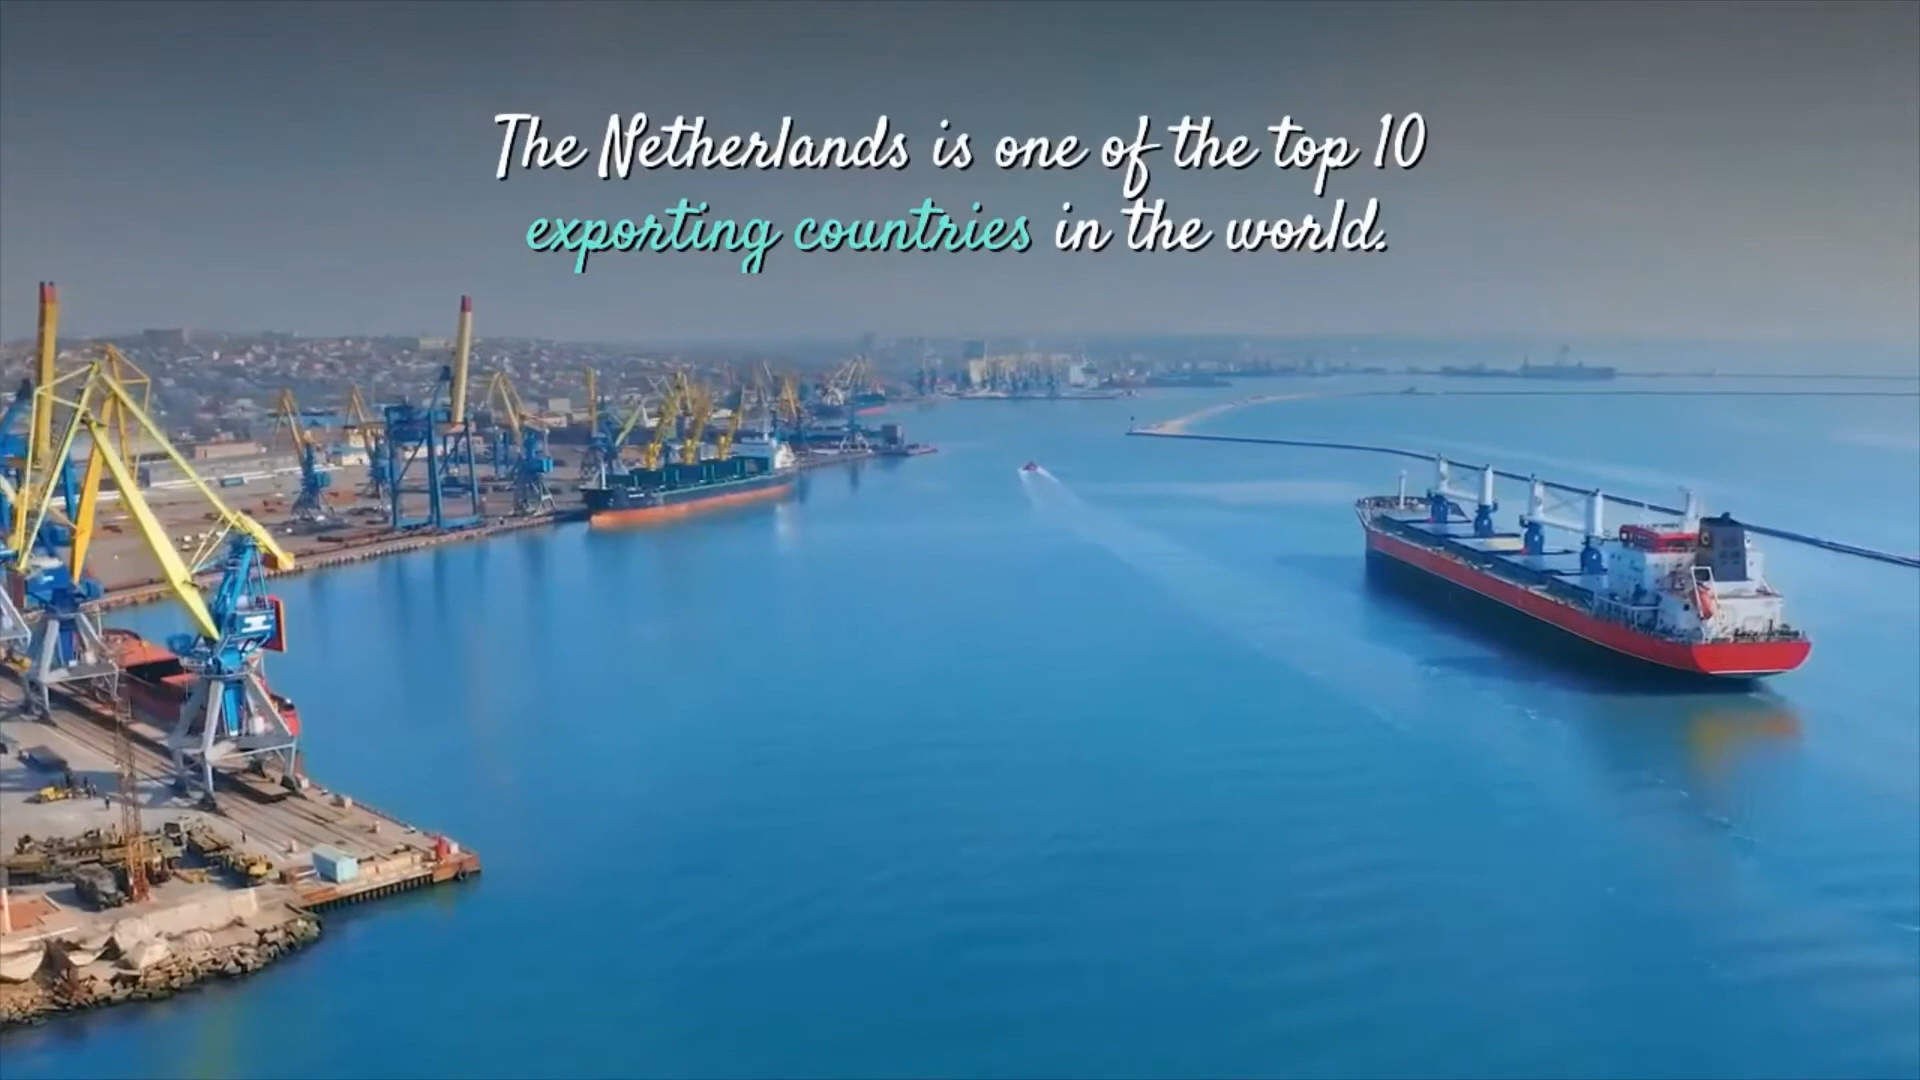 The Netherlands is one of the top 10
exporting countries in the world.